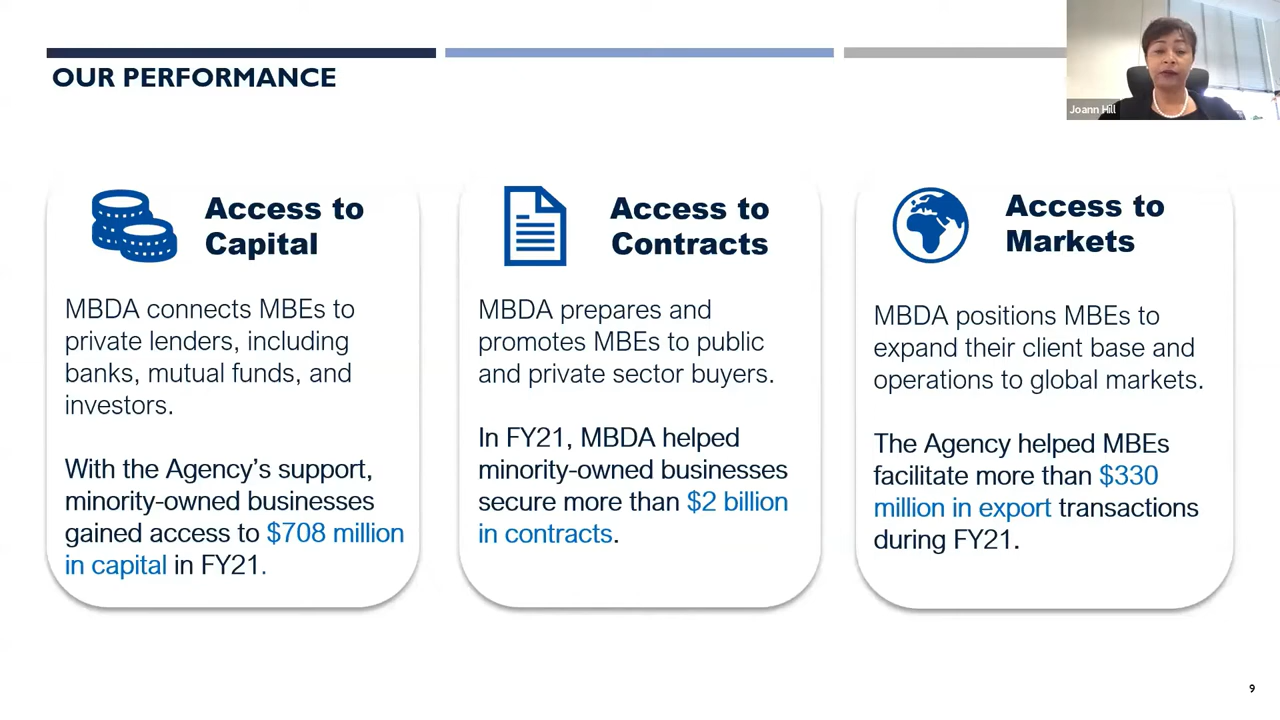 OUR PERFORMANCE
Joann Hill
Access to
Capital
MBDA connects MBEs to
private lenders, including
banks, mutual funds, and
investors.
With the Agency’s support,
minority-owned businesses
gained access to $708 million
in capital in FY21.
Access to
Contracts
MBDA prepares and
promotes MBEs to public
and private sector buyers.
In FY21, MBDA helped
minority-owned businesses
secure more than $2 billion
in contracts.
Access to
Markets
MBDA positions MBEs to
expand their client base and
operations to global markets.
The Agency helped MBEs
facilitate more than $330
million in export transactions
during FY21.
9